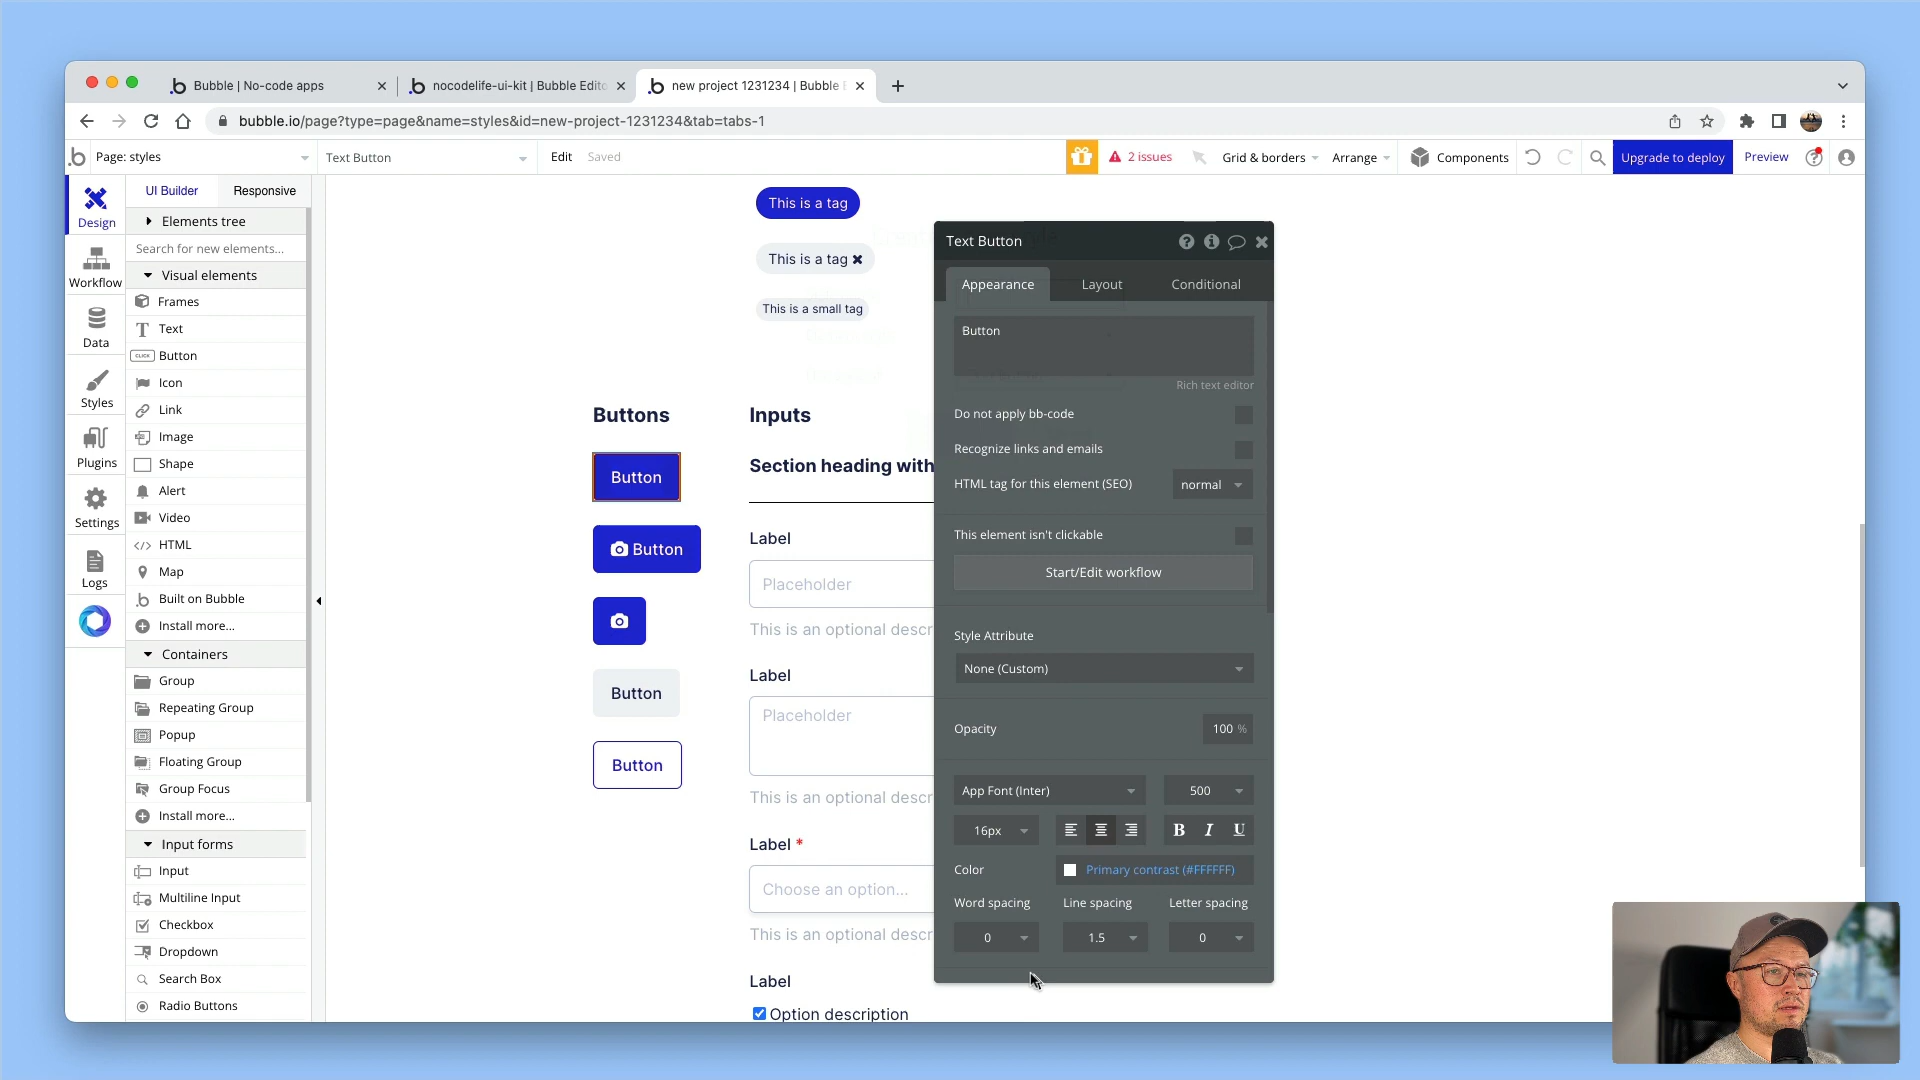 Bubble | No-code apps
nocodelife-ui-kit | Bubble Edito
new project 1231234 | Bubble E
bubble.io/page?type=page&name=styles&id=new-project-1231234&tab=tabs-1
Page: styles
Text Button
Edit
Saved
2 issues
Grid & borders
Arrange
Components
Upgrade to deploy
Preview
Design
Workflow
Data
Styles
Plugins
Settings
Logs
UI Builder
Responsive
Elements tree
Search for new elements...
Visual elements
Frames
Text
CLICK
Button
Icon
Link
Image
Shape
Alert
Video
HTML
Map
Built on Bubble
Install more...
Containers
Group
Repeating Group
Popup
Floating Group
Group Focus
Install more...
Input forms
Input
Multiline Input
Checkbox
Dropdown
Search Box
Radio Buttons
This is a tag
This is a tag
This is a small tag
Buttons
Button
Button
Button
Button
Inputs
Section heading with
Label
Placeholder
This is an optional descr
Label
Placeholder
This is an optional descr
Label *
Choose an option...
This is an optional descr
Label
Option description
Text Button
Appearance
Layout
Conditional
Button
Rich text editor
Do not apply bb-code
Recognize links and emails
HTML tag for this element (SEO)
normal
This element isn't clickable
Start/Edit workflow
Style Attribute
None (Custom)
Opacity
100 %
App Font (Inter)
500
16px
B I U
Color
Primary contrast (#FFFFFF)
Word spacing
Line spacing
Letter spacing
0
1.5
0